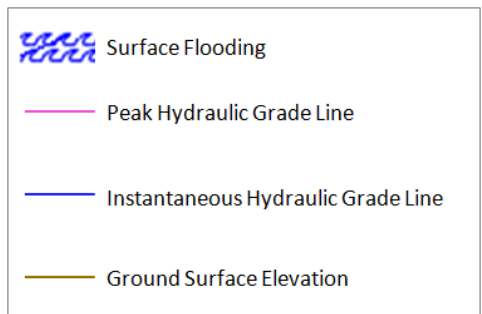 Surface Flooding
Peak Hydraulic Grade Line
Instantaneous Hydraulic Grade Line
Ground Surface Elevation